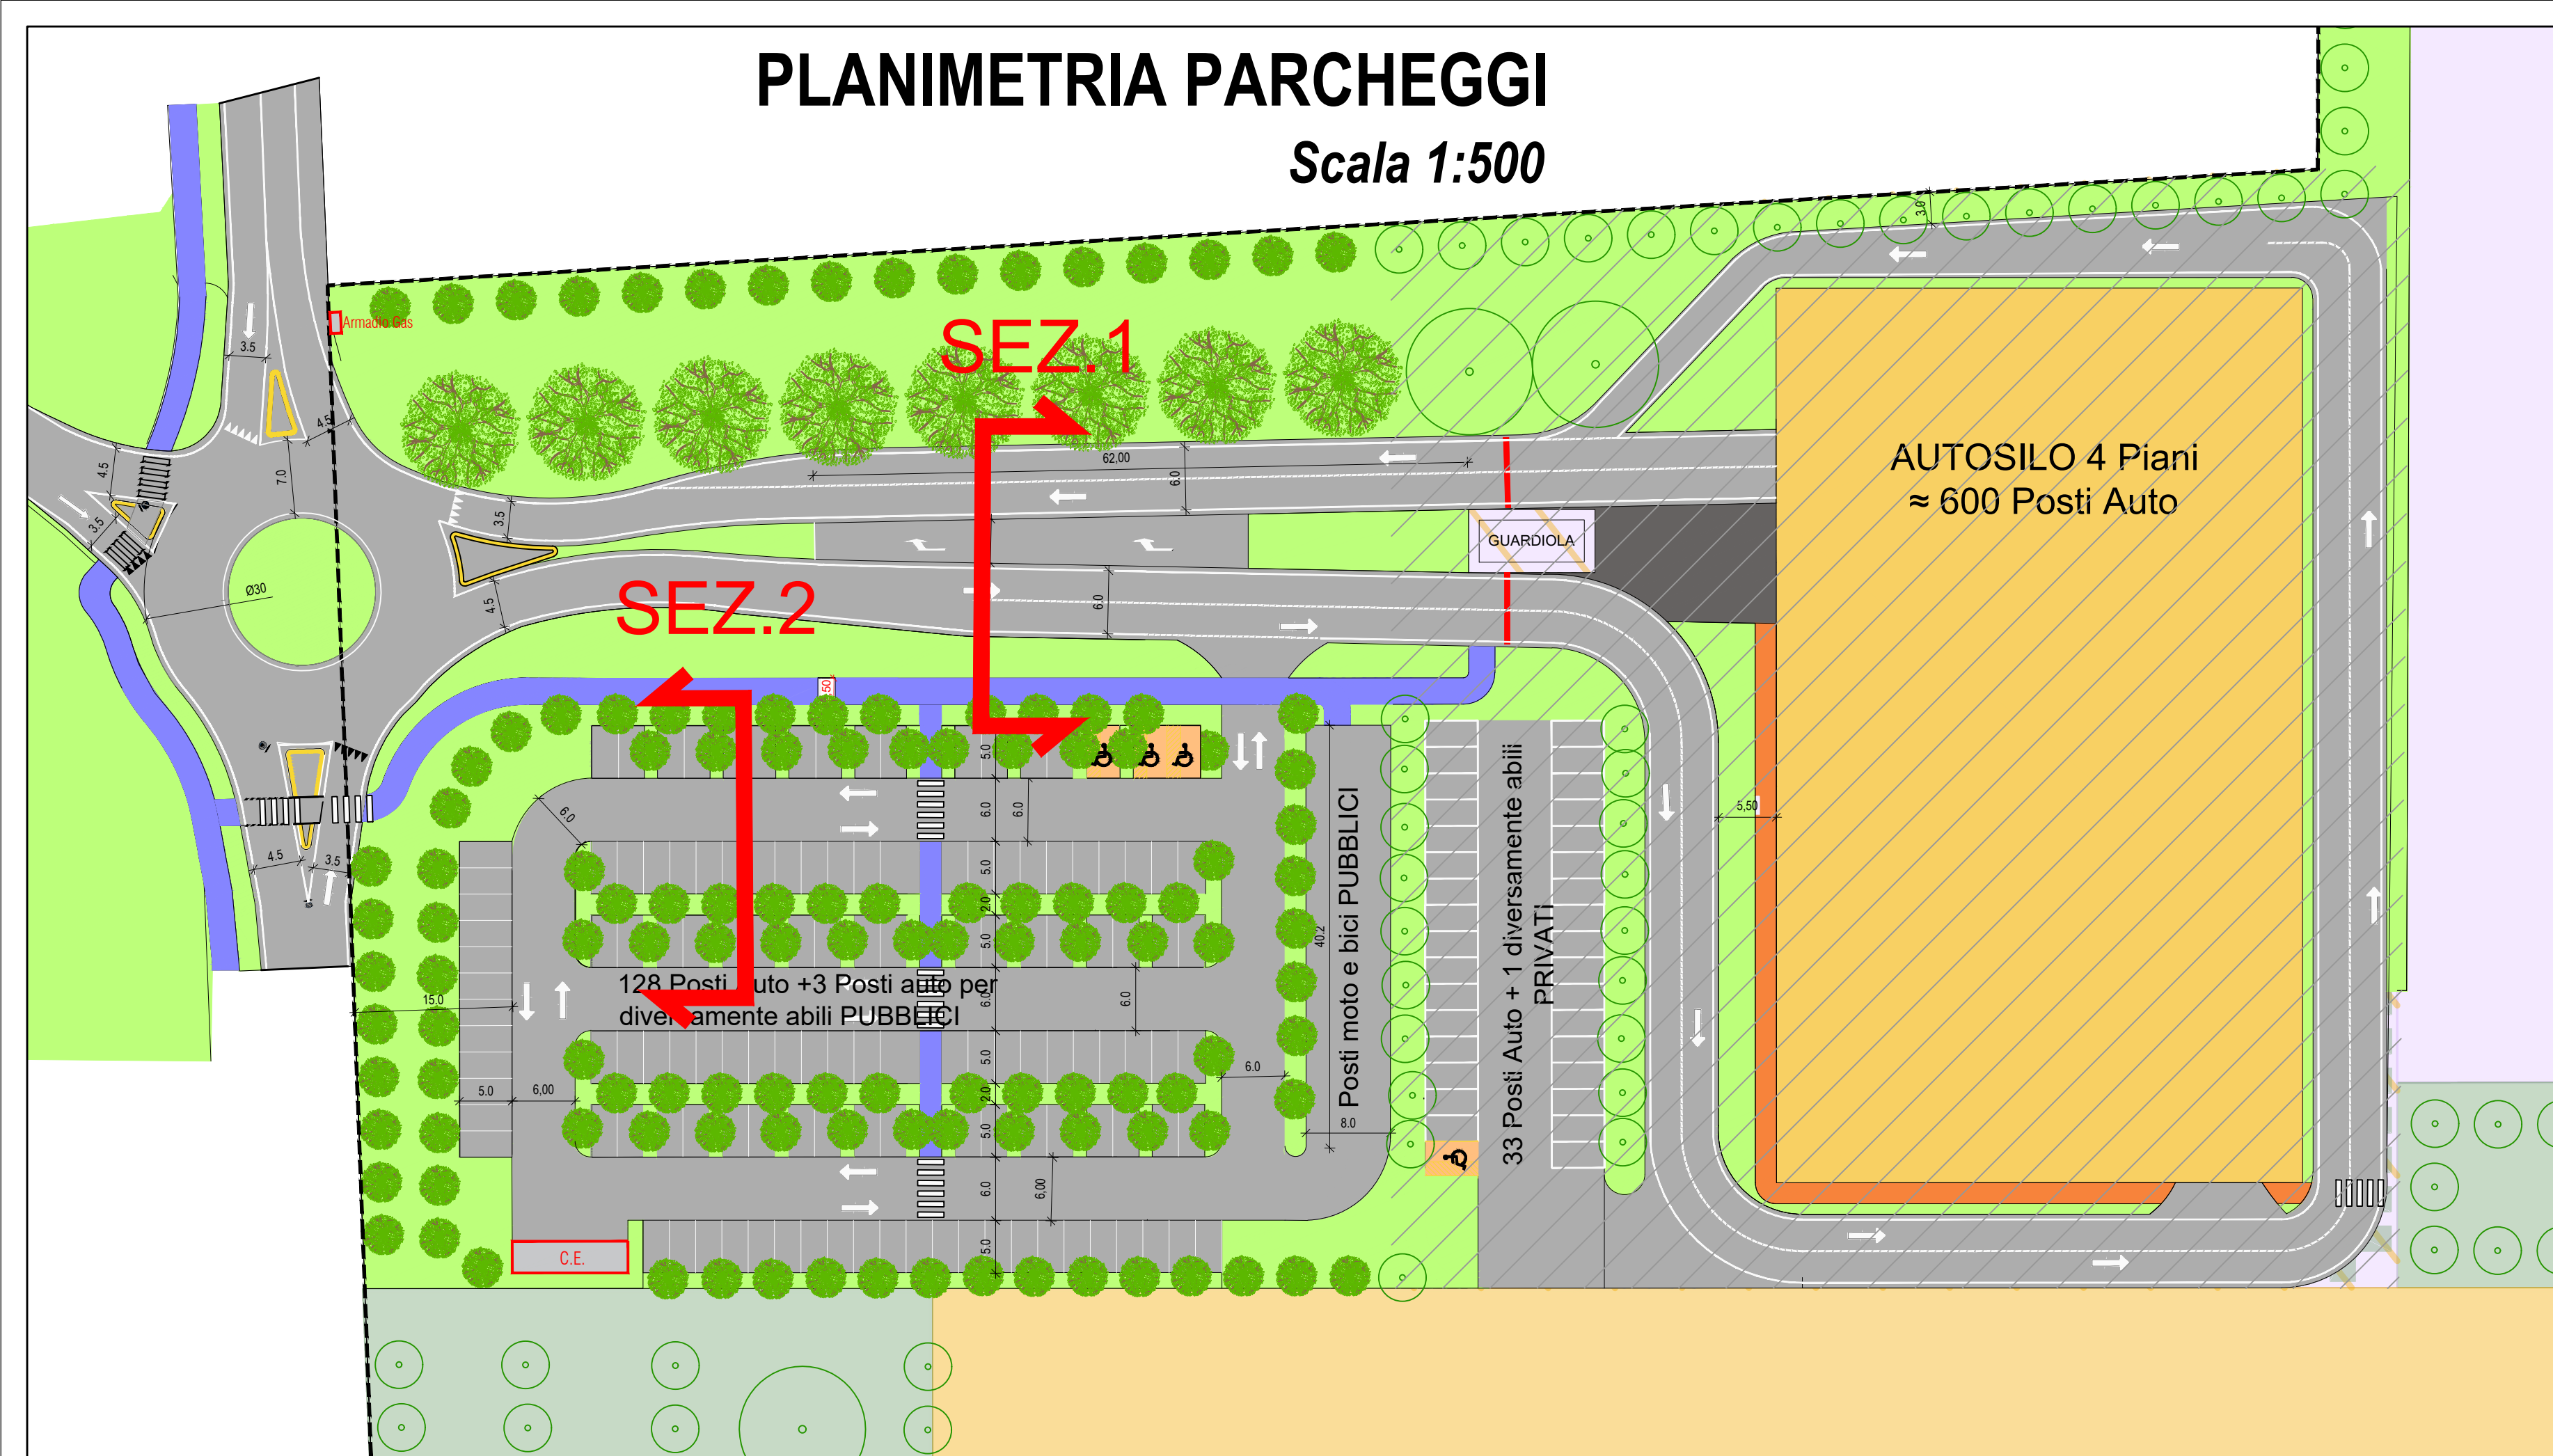 PLANIMETRIA PARCHEGGI
Scala 1:500
3.0
Armadio Gas
SEZ.1
3.5
4.5
AUTOSILO 4 Piani
≈ 600 Posti Auto
62,00
4.5
7.0
6.0
3.5
3.5
GUARDIOLA
Ø30
4.5
6.0
SEZ.2
5.0
5,50
6.0
6.0
6.0
4.5
3.5
5.0
2.0
5.0
40.2
Posti moto e bici PUBBLICI
33 Posti Auto + 1 diversamente abili
PRIVATI
128 Posti Auto +3 Posti auto per
diversamente abili PUBBLICI
15.0
6.0
6.0
5.0
6.0
5.0
6,00
2.0
5.0
8.0
6.0
6,00
5.0
C.E.